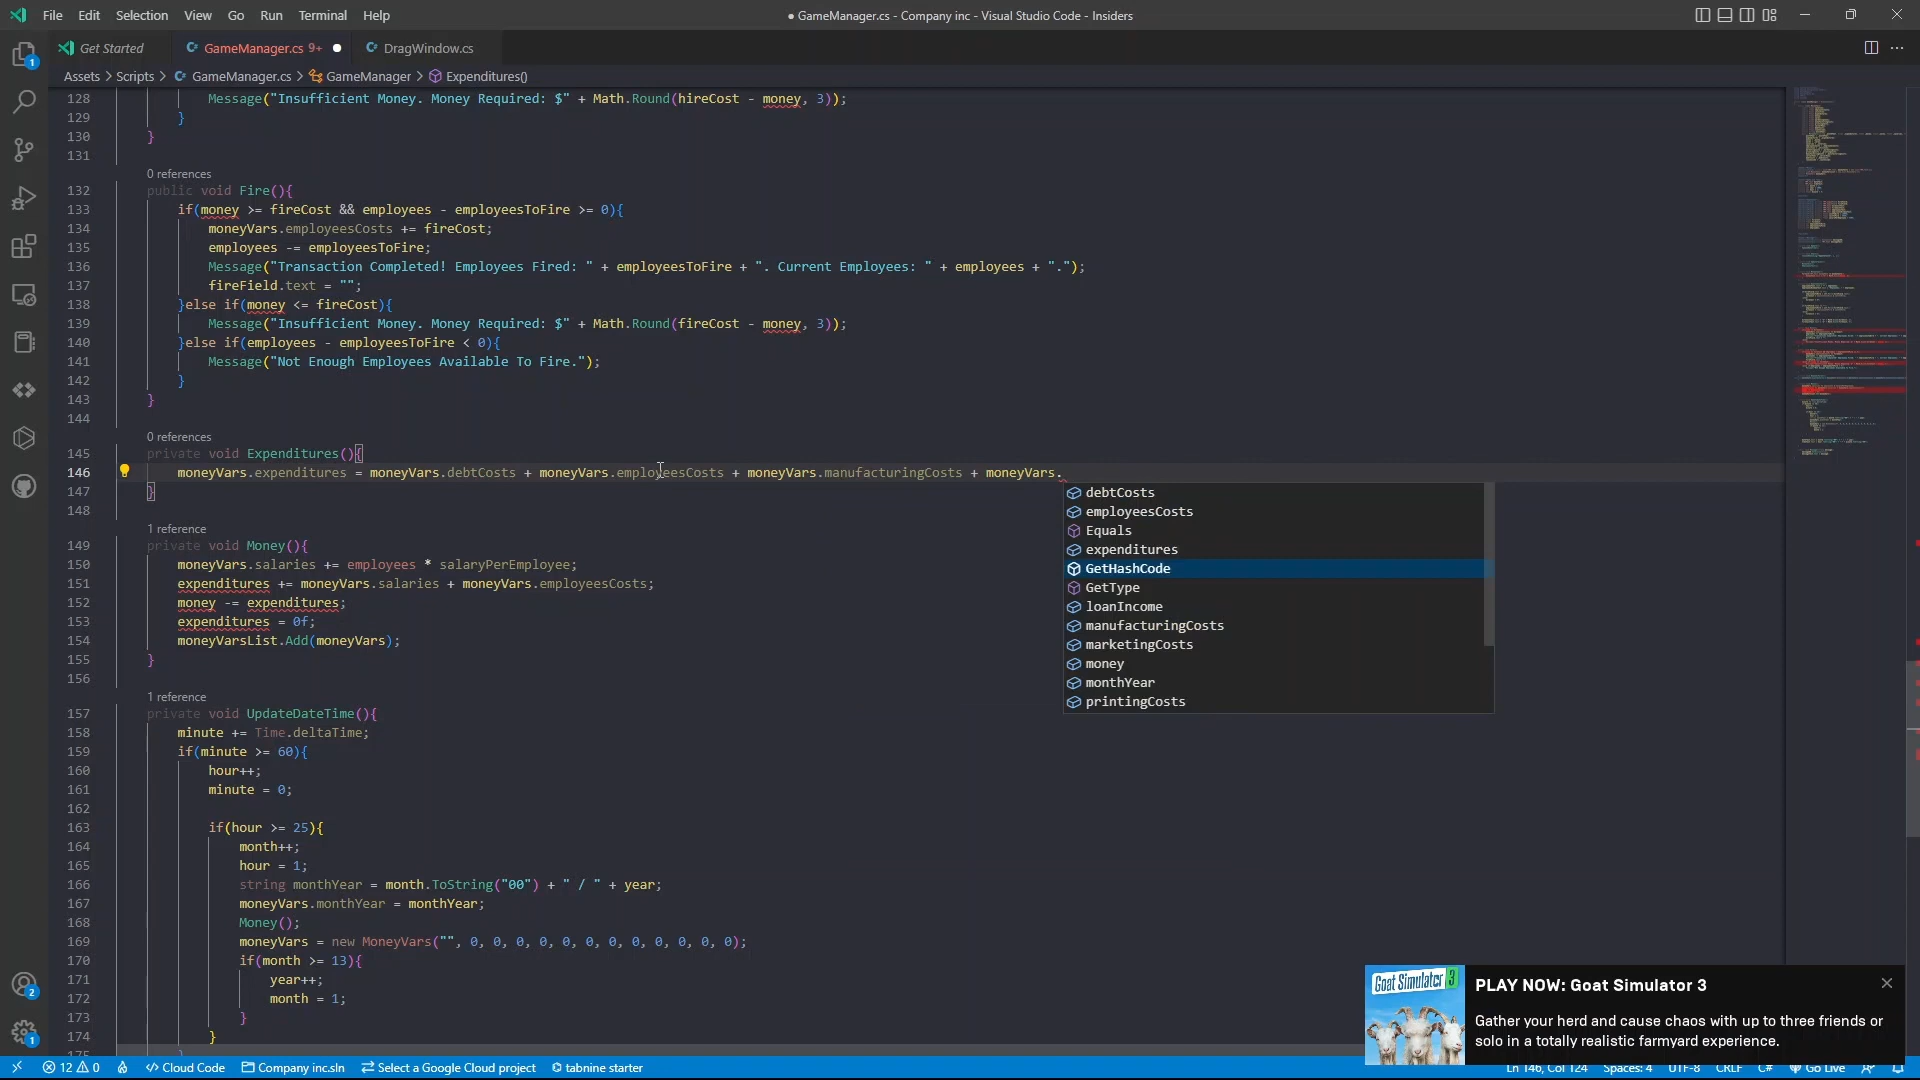 File Edit Selection View Go Run Terminal Help
● GameManager.cs - Company inc - Visual Studio Code - Insiders
Get Started
GameManager.cs 9+ ●
DragWindow.cs
Assets > Scripts > GameManager.cs > GameManager > Expenditures()
128 Message("Insufficient Money. Money Required: $" + Math.Round(hireCost - money, 3));
129 }
130 }
131
0 references
132 public void Fire(){
133 if(money >= fireCost && employees - employeesToFire >= 0){
134 moneyVars.employeesCosts += fireCost;
135 employees -= employeesToFire;
136 Message("Transaction Completed! Employees Fired: " + employeesToFire + ". Current Employees: " + employees + ".");
137 fireField.text = "";
138 }else if(money <= fireCost){
139 Message("Insufficient Money. Money Required: $" + Math.Round(fireCost - money, 3));
140 }else if(employees - employeesToFire < 0){
141 Message("Not Enough Employees Available To Fire.");
142 }
143 }
144
0 references
145 private void Expenditures(){
146 moneyVars.expenditures = moneyVars.debtCosts + moneyVars.employeesCosts + moneyVars.manufacturingCosts + moneyVars.
147 }
148
debtCosts
employeesCosts
Equals
expenditures
GetHashCode
GetType
loanIncome
manufacturingCosts
marketingCosts
money
monthYear
printingCosts
1 reference
149 private void Money(){
150 moneyVars.salaries += employees * salaryPerEmployee;
151 expenditures += moneyVars.salaries + moneyVars.employeesCosts;
152 money -= expenditures;
153 expenditures = 0f;
154 moneyVarsList.Add(moneyVars);
155 }
156
1 reference
157 private void UpdateDateTime(){
158 minute += Time.deltaTime;
159 if(minute >= 60){
160 hour++;
161 minute = 0;
162
163 if(hour >= 25){
164 month++;
165 hour = 1;
166 string monthYear = month.ToString("00") + " / " + year;
167 moneyVars.monthYear = monthYear;
168 Money();
169 moneyVars = new MoneyVars("", 0, 0, 0, 0, 0, 0, 0, 0, 0, 0, 0, 0);
170 if(month >= 13){
171 year++;
172 month = 1;
173 }
174 }
175
1
2
1
Goat Simulator 3
PLAY NOW: Goat Simulator 3
Gather your herd and cause chaos with up to three friends or
solo in a totally realistic farmyard experience.
12 0 Cloud Code Company inc.sln Select a Google Cloud project tabnine starter Ln 146, Col 124 Spaces: 4 UTF-8 CRLF C# Go Live